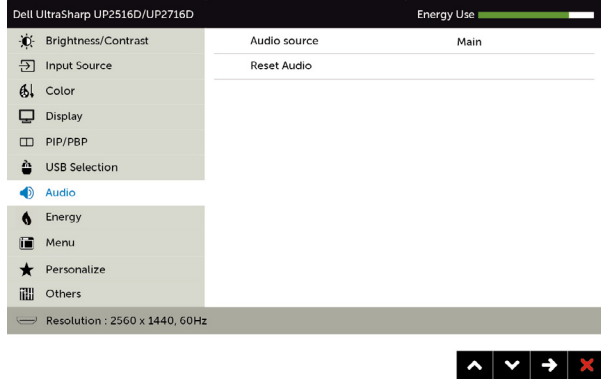 Dell UltraSharp UP2516D/UP2716D Energy Use
Brightness/Contrast Audio source Main
Input Source Reset Audio
Color
Display
PIP/PBP
USB Selection
Audio
Energy
Menu
Personalize
Others
Resolution : 2560 x 1440, 60Hz